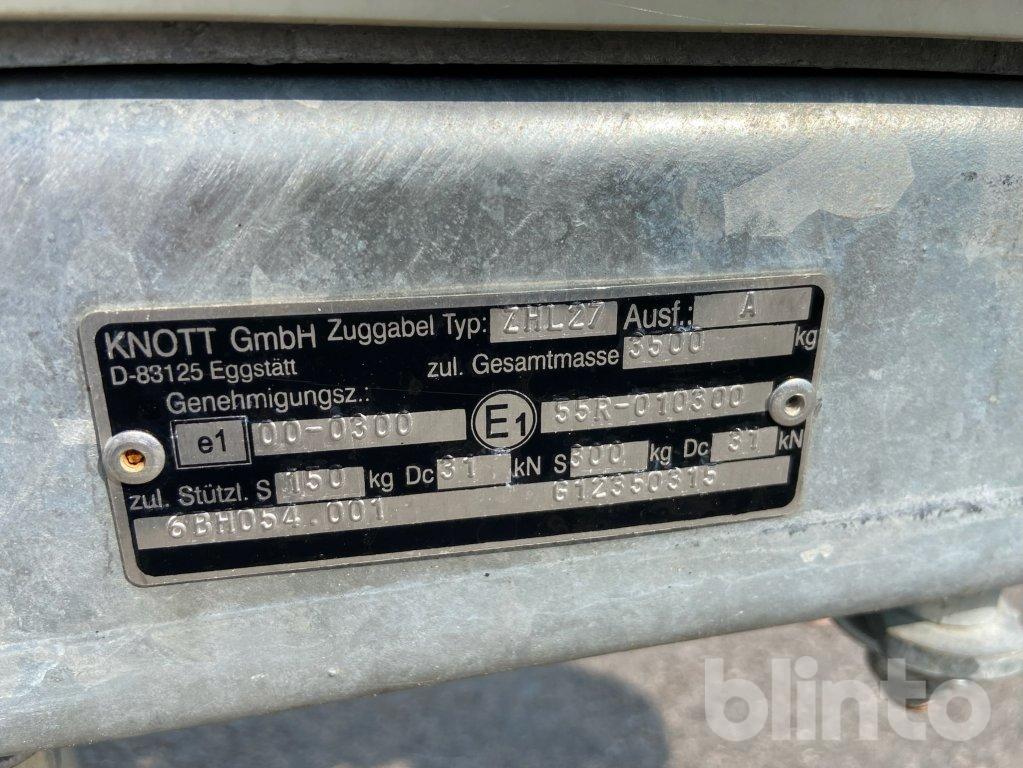 KNOTT GmbH Zuggabel Typ: ZHL27 Ausf.: A
D-83125 Eggstätt zul. Gesamtmasse 3500 kg
Genehmigungsz.:
e1 00-0300 E1 55R-010300
zul. Stützl. S 150 kg Dc 31 kN S 300 kg Dc 31 kN
6BH054.001 G12350315
blinto